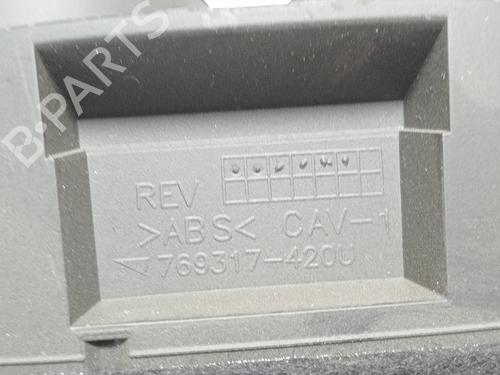 B-PARTS
REV
>ABS< CAV-1
769317-420U